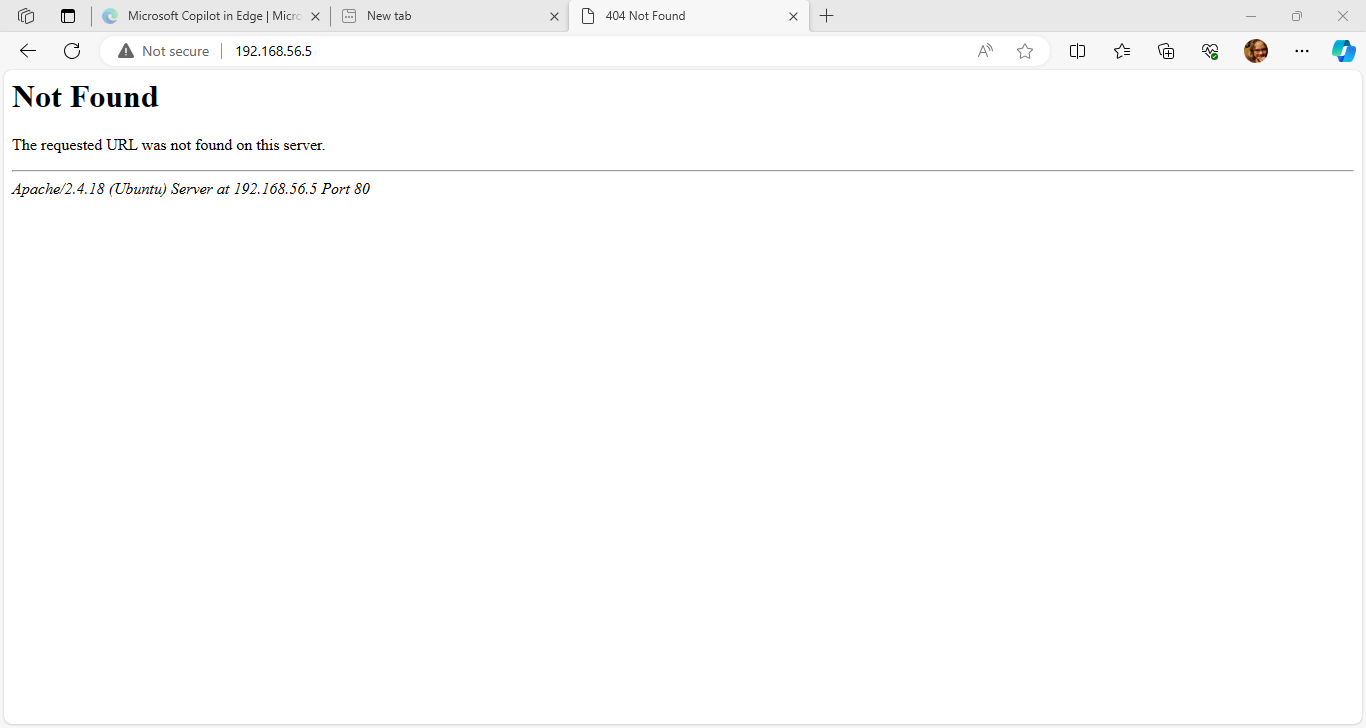 Microsoft Copilot in Edge | Micro
New tab
404 Not Found
Not secure
192.168.56.5
Not Found
The requested URL was not found on this server.
Apache/2.4.18 (Ubuntu) Server at 192.168.56.5 Port 80